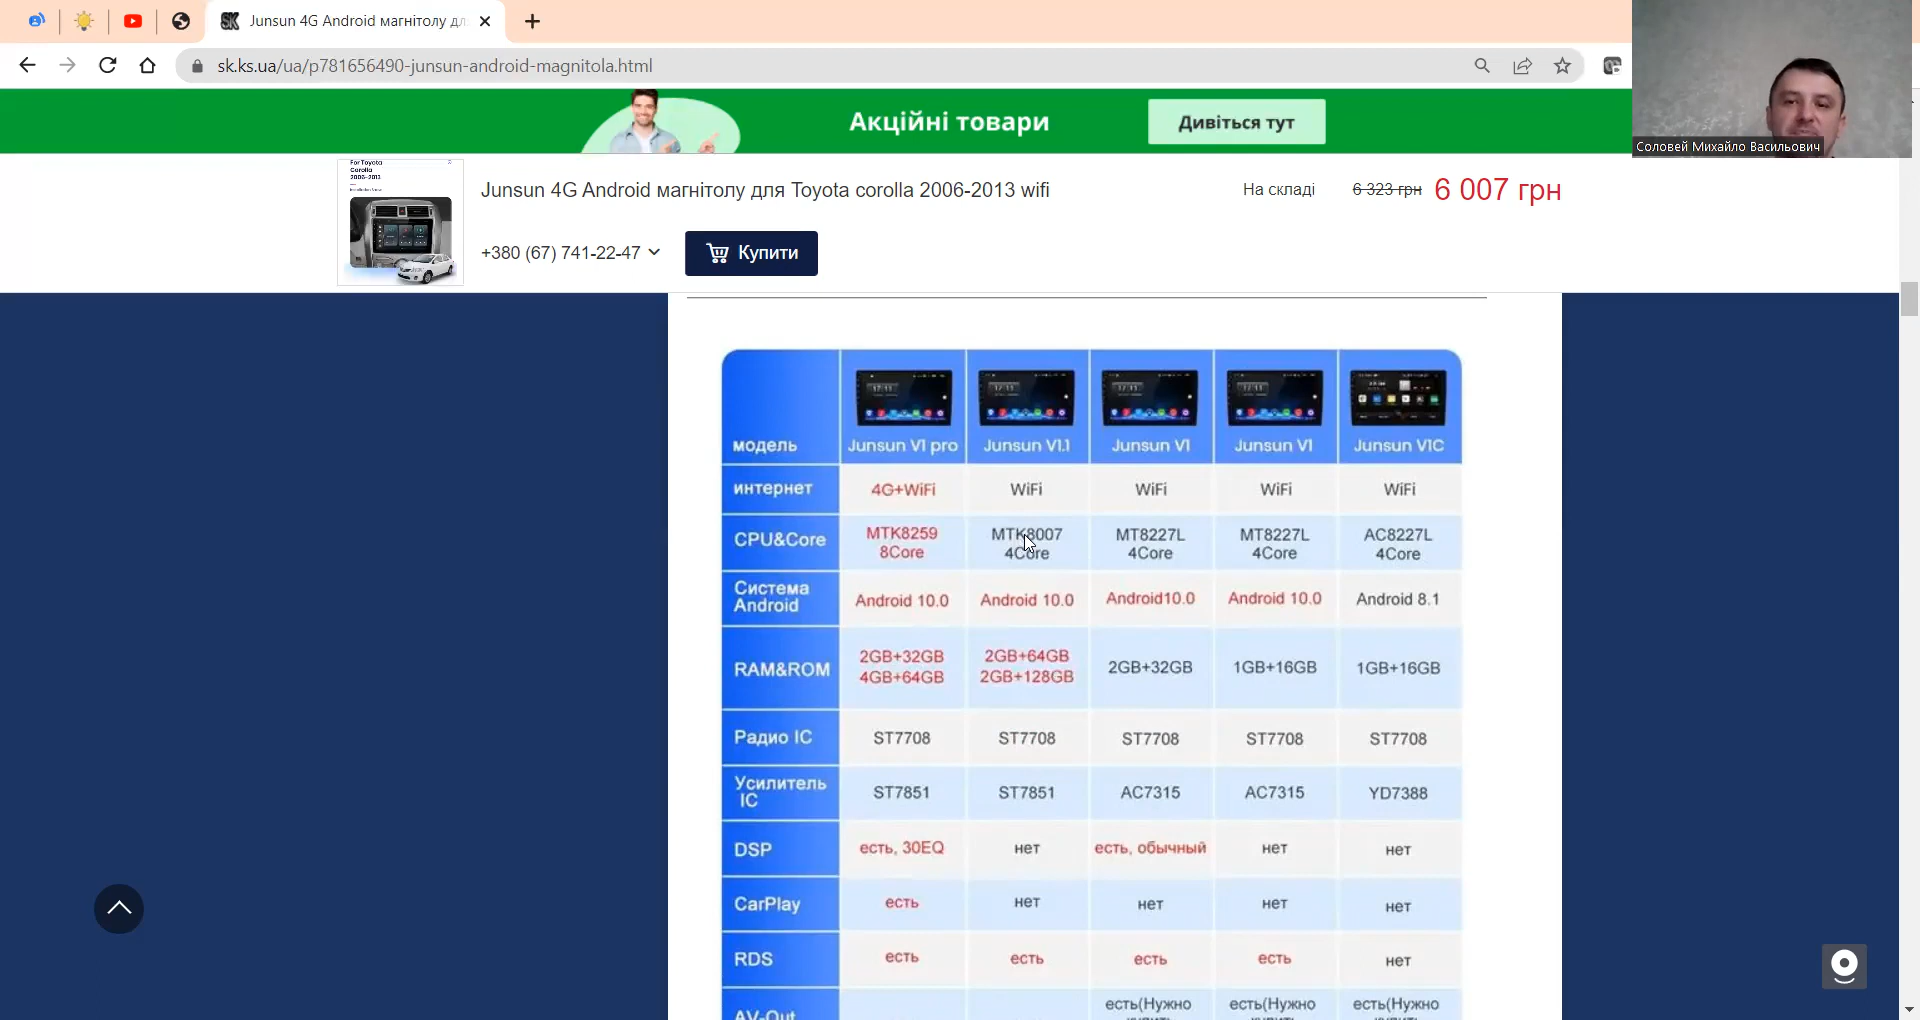 Junsun 4G Android магнітолу дл
sk.ks.ua/ua/p781656490-junsun-android-magnitola.html
Акційні товари
Дивіться тут
Соловей Михайло Васильович
For Toyota
Corolla
2006-2013
Junsun 4G Android магнітолу для Toyota corolla 2006-2013 wifi
На складі
6 323 грн
6 007 грн
+380 (67) 741-22-47
Купити
модель Junsun V1 pro Junsun V1.1 Junsun V1 Junsun V1 Junsun V1C
интернет 4G+WiFi WiFi WiFi WiFi WiFi
CPU&Core MTK8259 8Core MTK8007 4Core MT8227L 4Core MT8227L 4Core AC8227L 4Core
Система Android Android 10.0 Android 10.0 Android10.0 Android 10.0 Android 8.1
RAM&ROM 2GB+32GB 4GB+64GB 2GB+64GB 2GB+128GB 2GB+32GB 1GB+16GB 1GB+16GB
Радио IC ST7708 ST7708 ST7708 ST7708 ST7708
Усилитель IC ST7851 ST7851 AC7315 AC7315 YD7388
DSP есть, 30EQ нет есть, обычный нет нет
CarPlay есть нет нет нет нет
RDS есть есть есть есть нет
AV-Out есть(Нужно есть(Нужно есть(Нужно